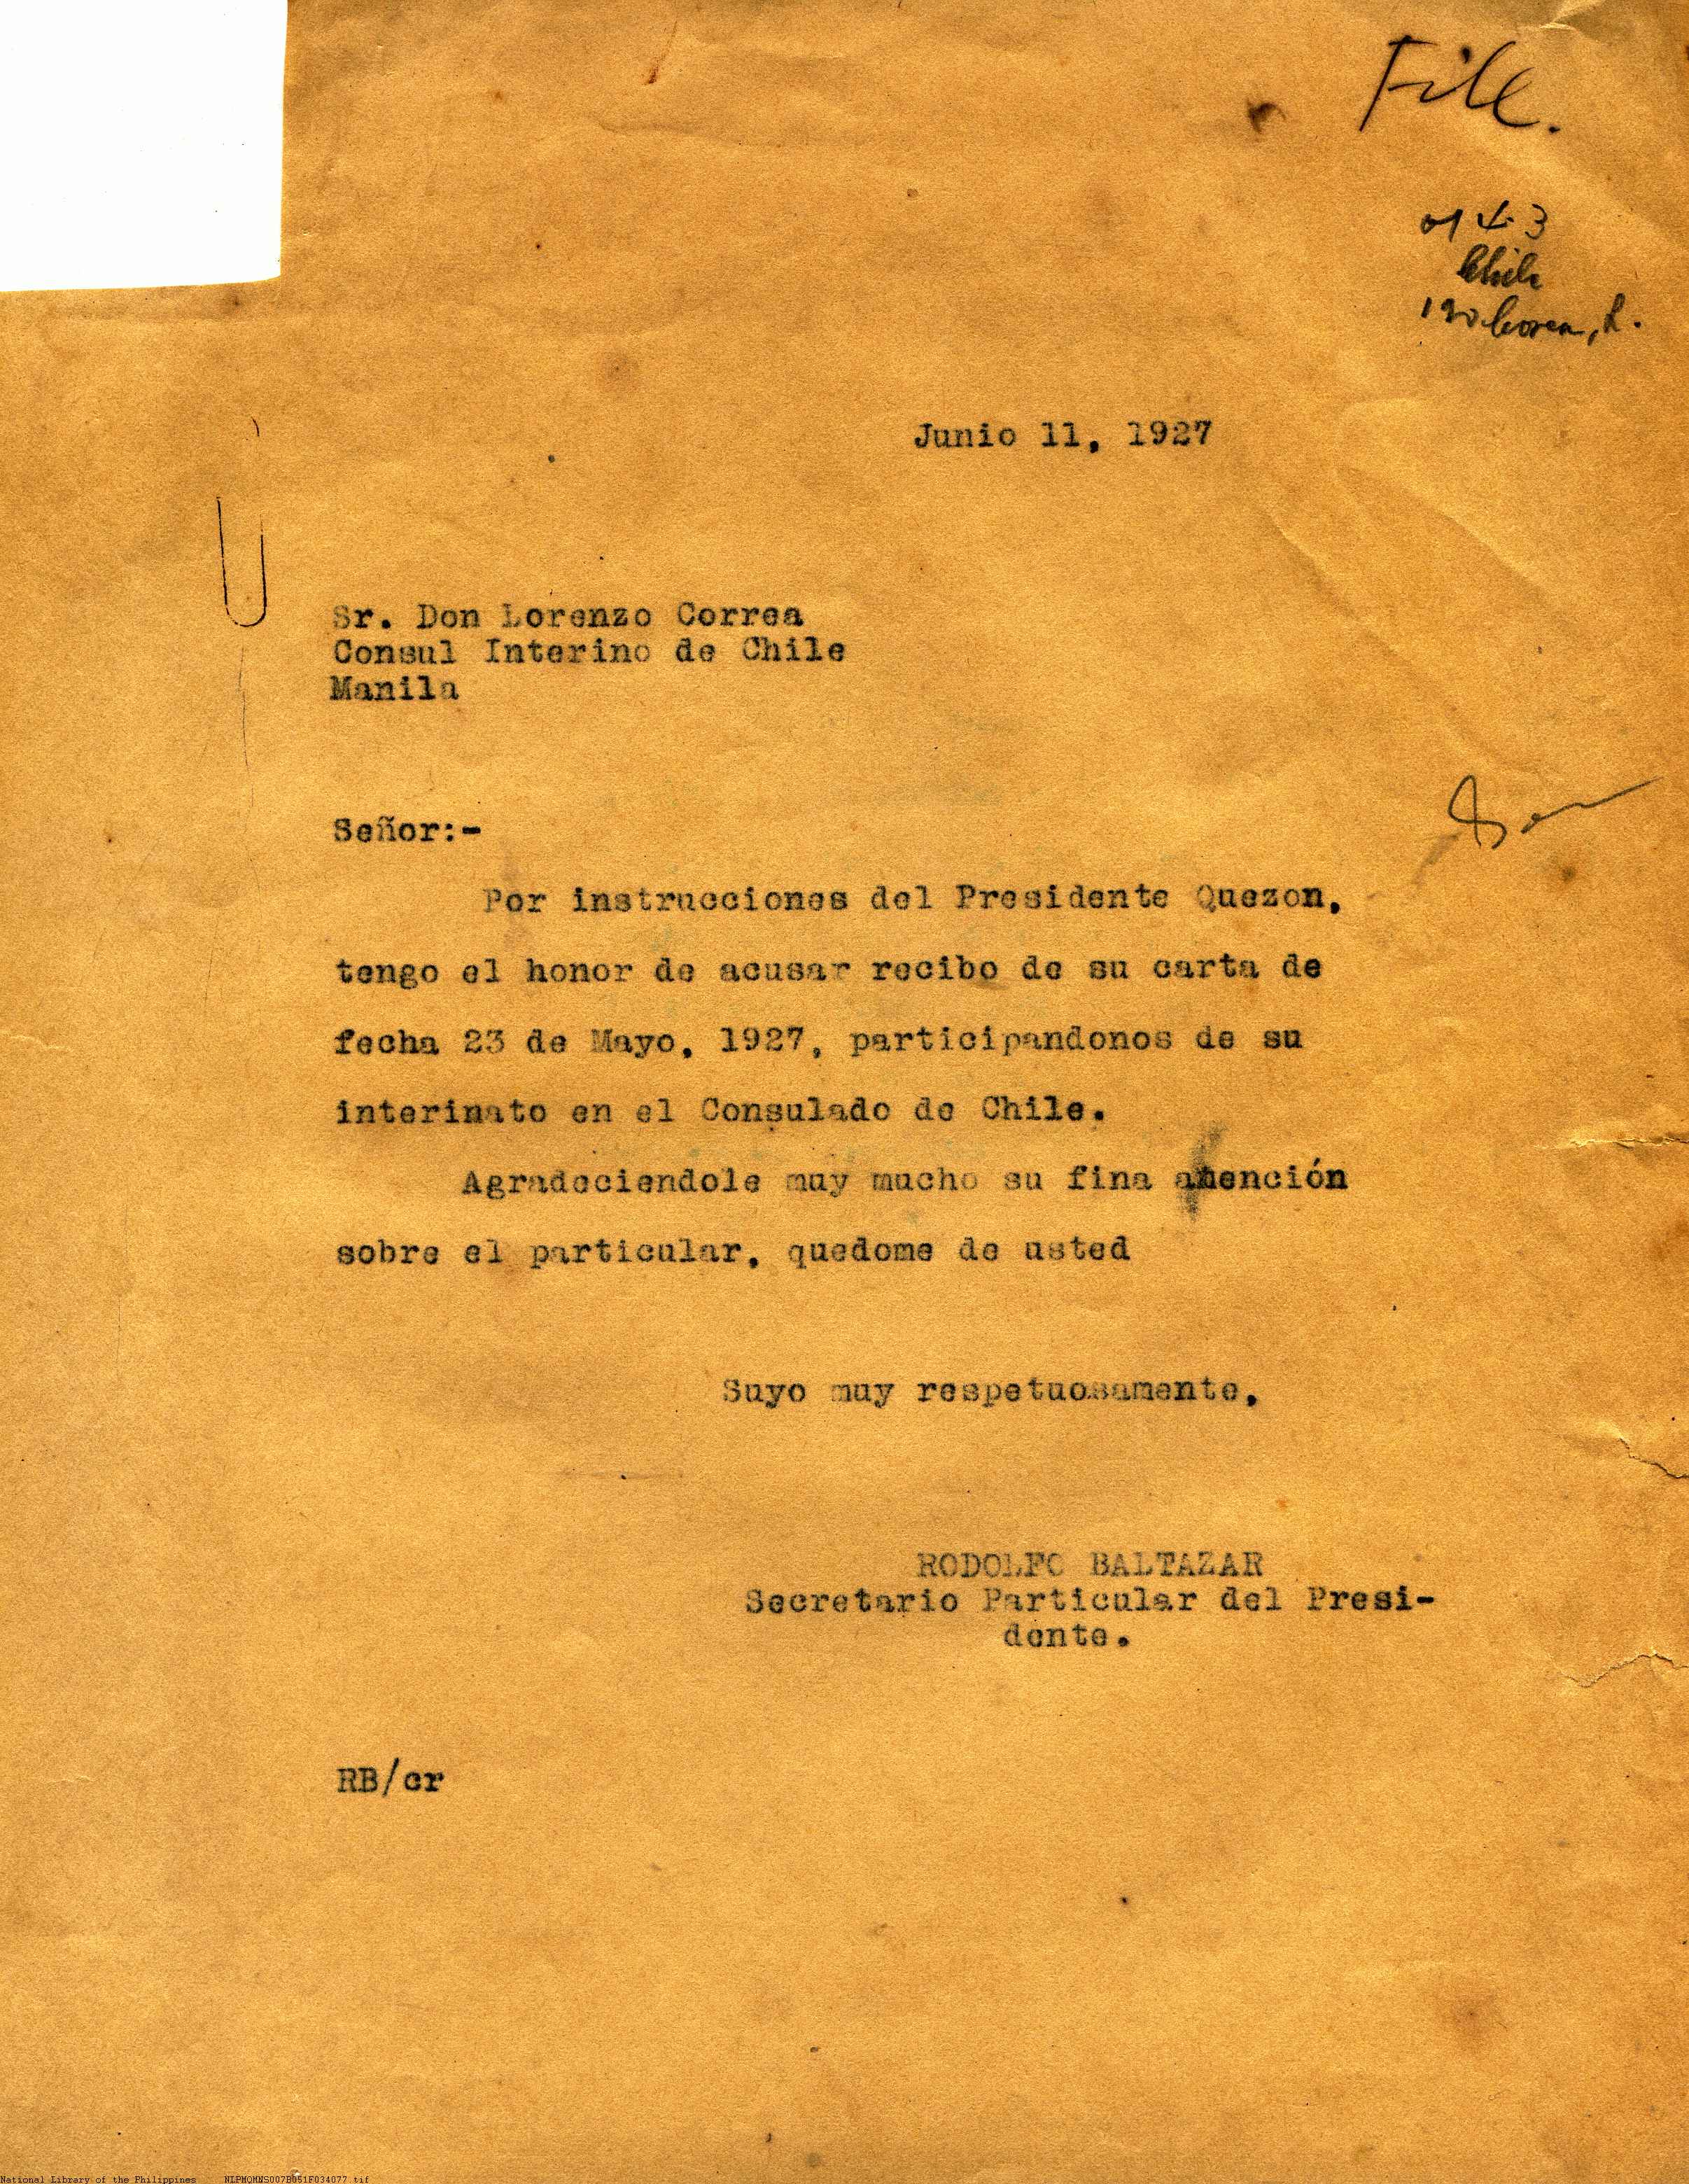 File.
Chile
Junio 11, 1927
Sr. Don Lorenzo Correa
Consul Interino de Chile
Manila
Señor:-
Por instrucciones del Presidente Quezon,
tengo el honor de acusar recibo de su carta de
fecha 23 de Mayo, 1927, participandonos de su
interinato en el Consulado de Chile.
Agradeciendole muy mucho su fina atención
sobre el particular, quedome de usted
Suyo muy respetuosamente,
RODOLFO BALTAZAR
Secretario Particular del Presi-
dente.
RB/cr
National Library of the Philippines NLPMQMNS007B051F034077.tif